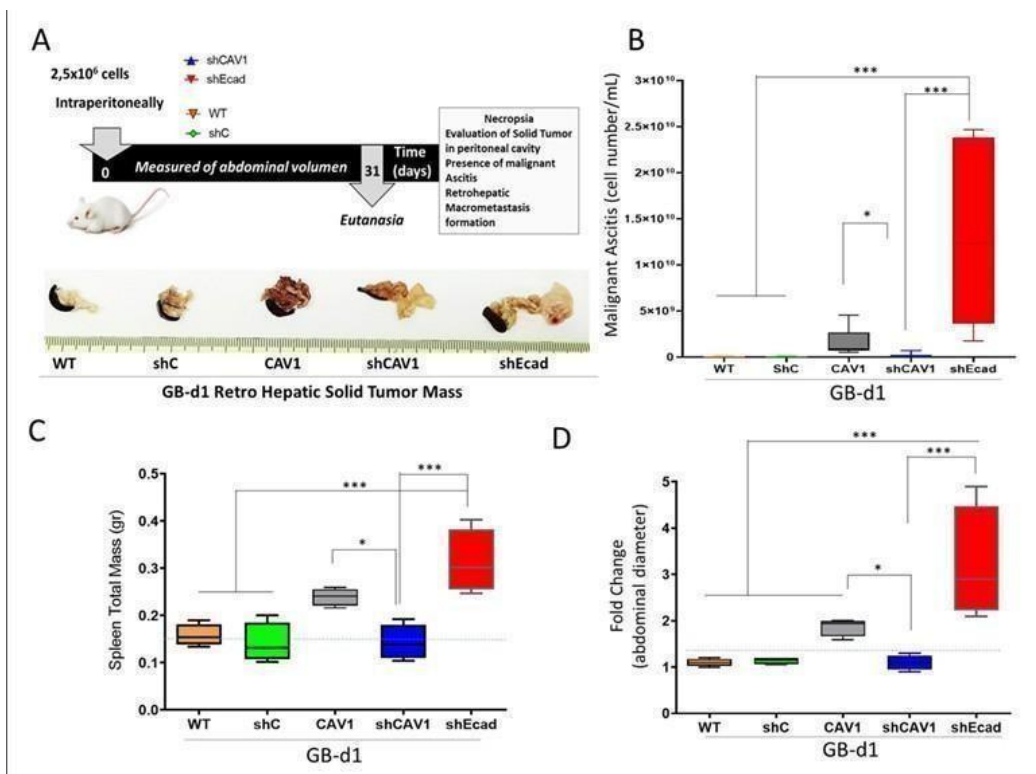 A
2,5x10⁶ cells
Intraperitoneally
shCAV1
shEcad
WT
shC
0
Measured of abdominal volumen
31
Time
(days)
Eutanasia
Necropsia
Evaluation of Solid Tumor
in peritoneal cavity
Presence of malignant
Ascitis
Retrohepatic
Macrometastasis
formation
WT shC CAV1 shCAV1 shEcad
GB-d1 Retro Hepatic Solid Tumor Mass
B
Malignant Ascitis (cell number/mL)
3×10¹⁰
2.5×10¹⁰
2×10¹⁰
1.5×10¹⁰
1×10¹⁰
5×10⁹
0
***
***
*
WT ShC CAV1 shCAV1 shEcad
GB-d1
C
Spleen Total Mass (gr)
0.5
0.4
0.3
0.2
0.1
0.0
***
***
*
WT shC CAV1 shCAV1 shEcad
GB-d1
D
Fold Change
(abdominal diameter)
5
4
3
2
1
0
***
***
*
WT shC CAV1 shCAV1 shEcad
GB-d1